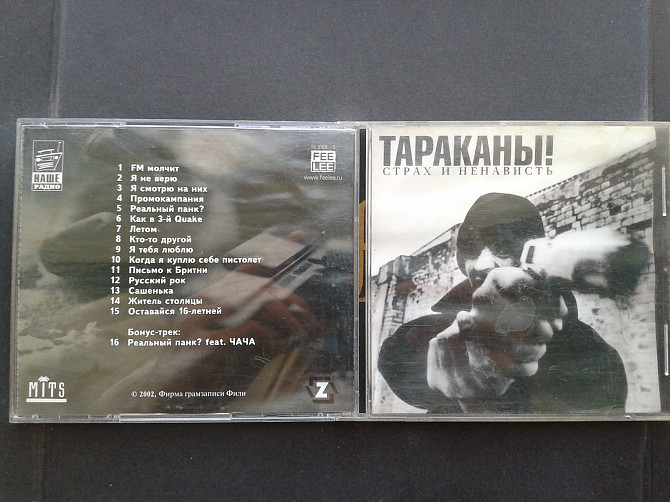 НАШЕ
РАДИО
FEE
LEE
www.feelee.ru
1 FM молчит
2 Я не верю
3 Я смотрю на них
4 Промокампания
5 Реальный панк?
6 Как в 3-й Quake
7 Летом
8 Кто-то другой
9 Я тебя люблю
10 Когда я куплю себе пистолет
11 Письмо к Бритни
12 Русский рок
13 Сашенька
14 Житель столицы
15 Оставайся 16-летней
Бонус-трек:
16 Реальный панк? feat. ЧАЧА
MITS
© 2002, Фирма грамзаписи Фили
Z
ТАРАКАНЫ!
СТРАХ И НЕНАВИСТЬ